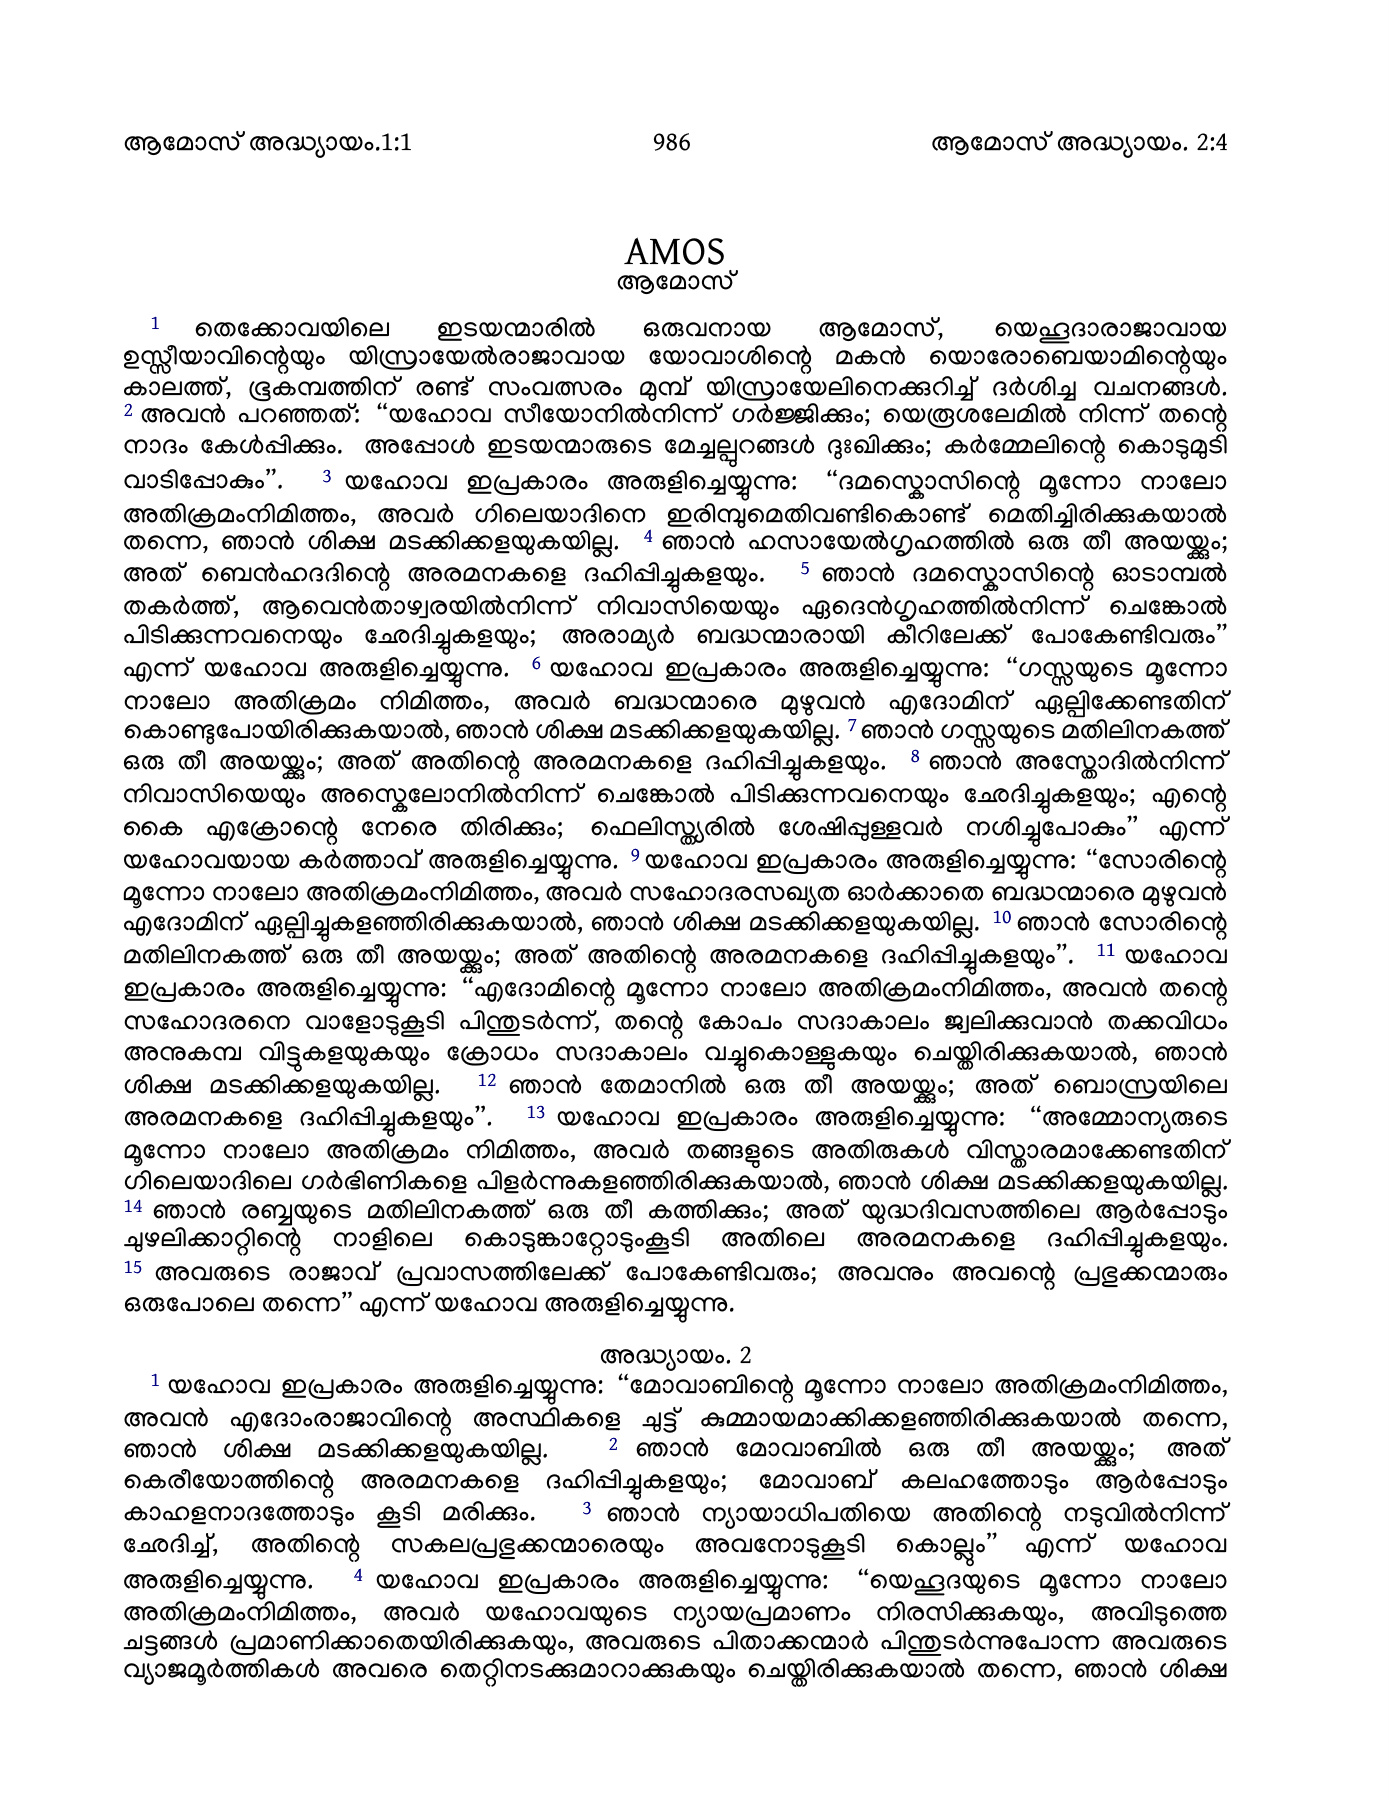 ആമോസ് അദ്ധ്യായം.1:1 986 ആമോസ് അദ്ധ്യായം. 2:4
AMOS
ആമോസ്
1 തെക്കോവയിലെ ഇടയന്മാരിൽ ഒരുവനായ ആമോസ്, യെഹൂദാരാജാവായ
ഉസ്സീയാവിന്റെയും യിസ്രായേൽരാജാവായ യോവാശിന്റെ മകൻ യൊരോബെയാമിന്റെയും
കാലത്ത്, ഭൂകമ്പത്തിന് രണ്ട് സംവത്സരം മുമ്പ് യിസ്രായേലിനെക്കുറിച്ച് ദർശിച്ച വചനങ്ങൾ.
2 അവൻ പറഞ്ഞത്: “യഹോവ സീയോനിൽനിന്ന് ഗർജ്ജിക്കും; യെരൂശലേമിൽ നിന്ന് തന്റെ
നാദം കേൾപ്പിക്കും. അപ്പോൾ ഇടയന്മാരുടെ മേച്ചല്പുറങ്ങൾ ദുഃഖിക്കും; കർമ്മേലിന്റെ കൊടുമുടി
വാടിപ്പോകും”. 3 യഹോവ ഇപ്രകാരം അരുളിച്ചെയ്യുന്നു: “ദമസ്കൊസിന്റെ മൂന്നോ നാലോ
അതിക്രമംനിമിത്തം, അവർ ഗിലെയാദിനെ ഇരിമ്പുമെതിവണ്ടികൊണ്ട് മെതിച്ചിരിക്കുകയാൽ
തന്നെ, ഞാൻ ശിക്ഷ മടക്കിക്കളയുകയില്ല. 4 ഞാൻ ഹസായേൽഗൃഹത്തിൽ ഒരു തീ അയയ്ക്കും;
അത് ബെൻഹദദിന്റെ അരമനകളെ ദഹിപ്പിച്ചുകളയും. 5 ഞാൻ ദമസ്കൊസിന്റെ ഓടാമ്പൽ
തകർത്ത്, ആവെൻതാഴ്വരയിൽനിന്ന് നിവാസിയെയും ഏദെൻഗൃഹത്തിൽനിന്ന് ചെങ്കോൽ
പിടിക്കുന്നവനെയും ഛേദിച്ചുകളയും; അരാമ്യർ ബദ്ധന്മാരായി കീറിലേക്ക് പോകേണ്ടിവരും”
എന്ന് യഹോവ അരുളിച്ചെയ്യുന്നു. 6 യഹോവ ഇപ്രകാരം അരുളിച്ചെയ്യുന്നു: “ഗസ്സയുടെ മൂന്നോ
നാലോ അതിക്രമം നിമിത്തം, അവർ ബദ്ധന്മാരെ മുഴുവൻ എദോമിന് ഏല്പിക്കേണ്ടതിന്
കൊണ്ടുപോയിരിക്കുകയാൽ, ഞാൻ ശിക്ഷ മടക്കിക്കളയുകയില്ല. 7 ഞാൻ ഗസ്സയുടെ മതിലിനകത്ത്
ഒരു തീ അയയ്ക്കും; അത് അതിന്റെ അരമനകളെ ദഹിപ്പിച്ചുകളയും. 8 ഞാൻ അസ്തോദിൽനിന്ന്
നിവാസിയെയും അസ്കെലോനിൽനിന്ന് ചെങ്കോൽ പിടിക്കുന്നവനെയും ഛേദിച്ചുകളയും; എന്റെ
കൈ എക്രോന്റെ നേരെ തിരിക്കും; ഫെലിസ്ത്യരിൽ ശേഷിപ്പുള്ളവർ നശിച്ചുപോകും” എന്ന്
യഹോവയായ കർത്താവ് അരുളിച്ചെയ്യുന്നു. 9 യഹോവ ഇപ്രകാരം അരുളിച്ചെയ്യുന്നു: “സോരിന്റെ
മൂന്നോ നാലോ അതിക്രമംനിമിത്തം, അവർ സഹോദരസഖ്യത ഓർക്കാതെ ബദ്ധന്മാരെ മുഴുവൻ
എദോമിന് ഏല്പിച്ചുകളഞ്ഞിരിക്കുകയാൽ, ഞാൻ ശിക്ഷ മടക്കിക്കളയുകയില്ല. 10 ഞാൻ സോരിന്റെ
മതിലിനകത്ത് ഒരു തീ അയയ്ക്കും; അത് അതിന്റെ അരമനകളെ ദഹിപ്പിച്ചുകളയും”. 11 യഹോവ
ഇപ്രകാരം അരുളിച്ചെയ്യുന്നു: “എദോമിന്റെ മൂന്നോ നാലോ അതിക്രമംനിമിത്തം, അവൻ തന്റെ
സഹോദരനെ വാളോടുകൂടി പിന്തുടർന്ന്, തന്റെ കോപം സദാകാലം ജ്വലിക്കുവാൻ തക്കവിധം
അനുകമ്പ വിട്ടുകളയുകയും ക്രോധം സദാകാലം വച്ചുകൊള്ളുകയും ചെയ്തിരിക്കുകയാൽ, ഞാൻ
ശിക്ഷ മടക്കിക്കളയുകയില്ല. 12 ഞാൻ തേമാനിൽ ഒരു തീ അയയ്ക്കും; അത് ബൊസ്രയിലെ
അരമനകളെ ദഹിപ്പിച്ചുകളയും”. 13 യഹോവ ഇപ്രകാരം അരുളിച്ചെയ്യുന്നു: “അമ്മോന്യരുടെ
മൂന്നോ നാലോ അതിക്രമം നിമിത്തം, അവർ തങ്ങളുടെ അതിരുകൾ വിസ്താരമാക്കേണ്ടതിന്
ഗിലെയാദിലെ ഗർഭിണികളെ പിളർന്നുകളഞ്ഞിരിക്കുകയാൽ, ഞാൻ ശിക്ഷ മടക്കിക്കളയുകയില്ല.
14 ഞാൻ രബ്ബയുടെ മതിലിനകത്ത് ഒരു തീ കത്തിക്കും; അത് യുദ്ധദിവസത്തിലെ ആർപ്പോടും
ചുഴലിക്കാറ്റിന്റെ നാളിലെ കൊടുങ്കാറ്റോടുംകൂടി അതിലെ അരമനകളെ ദഹിപ്പിച്ചുകളയും.
15 അവരുടെ രാജാവ് പ്രവാസത്തിലേക്ക് പോകേണ്ടിവരും; അവനും അവന്റെ പ്രഭുക്കന്മാരും
ഒരുപോലെ തന്നെ” എന്ന് യഹോവ അരുളിച്ചെയ്യുന്നു.
അദ്ധ്യായം. 2
1 യഹോവ ഇപ്രകാരം അരുളിച്ചെയ്യുന്നു: “മോവാബിന്റെ മൂന്നോ നാലോ അതിക്രമംനിമിത്തം,
അവൻ എദോംരാജാവിന്റെ അസ്ഥികളെ ചുട്ട് കുമ്മായമാക്കിക്കളഞ്ഞിരിക്കുകയാൽ തന്നെ,
ഞാൻ ശിക്ഷ മടക്കിക്കളയുകയില്ല. 2 ഞാൻ മോവാബിൽ ഒരു തീ അയയ്ക്കും; അത്
കെരീയോത്തിന്റെ അരമനകളെ ദഹിപ്പിച്ചുകളയും; മോവാബ് കലഹത്തോടും ആർപ്പോടും
കാഹളനാദത്തോടും കൂടി മരിക്കും. 3 ഞാൻ ന്യായാധിപതിയെ അതിന്റെ നടുവിൽനിന്ന്
ഛേദിച്ച്, അതിന്റെ സകലപ്രഭുക്കന്മാരെയും അവനോടുകൂടി കൊല്ലും” എന്ന് യഹോവ
അരുളിച്ചെയ്യുന്നു. 4 യഹോവ ഇപ്രകാരം അരുളിച്ചെയ്യുന്നു: “യെഹൂദയുടെ മൂന്നോ നാലോ
അതിക്രമംനിമിത്തം, അവർ യഹോവയുടെ ന്യായപ്രമാണം നിരസിക്കുകയും, അവിടുത്തെ
ചട്ടങ്ങൾ പ്രമാണിക്കാതെയിരിക്കുകയും, അവരുടെ പിതാക്കന്മാർ പിന്തുടർന്നുപോന്ന അവരുടെ
വ്യാജമൂർത്തികൾ അവരെ തെറ്റിനടക്കുമാറാക്കുകയും ചെയ്തിരിക്കുകയാൽ തന്നെ, ഞാൻ ശിക്ഷ